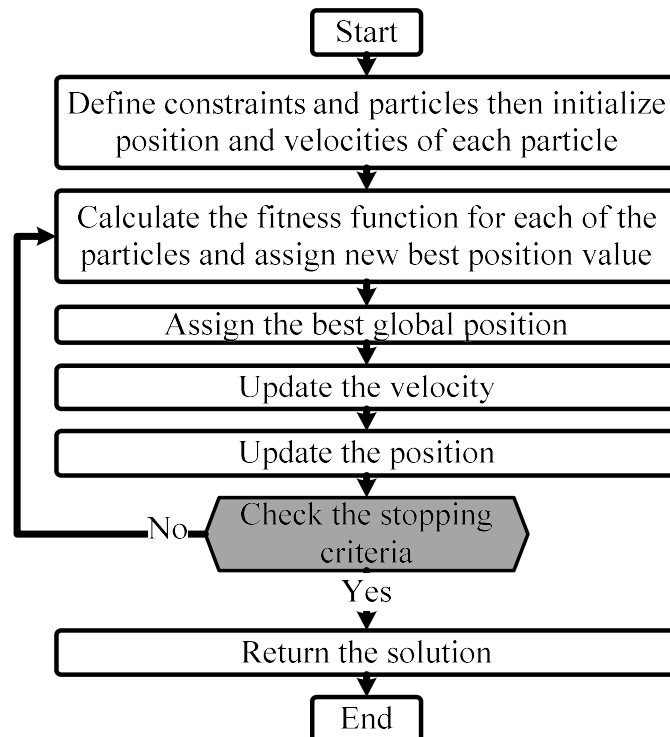 Start
Define constraints and particles then initialize
position and velocities of each particle
Calculate the fitness function for each of the
particles and assign new best position value
Assign the best global position
Update the velocity
Update the position
Check the stopping
criteria
No
Yes
Return the solution
End